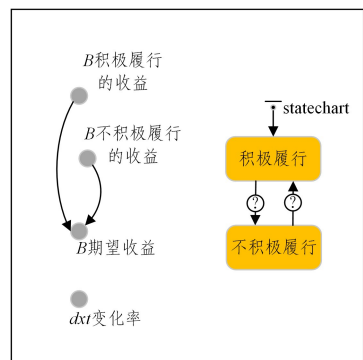 B积极履行
的收益
B不积极履行
的收益
B期望收益
dxt变化率
statechart
积极履行
?
?
不积极履行